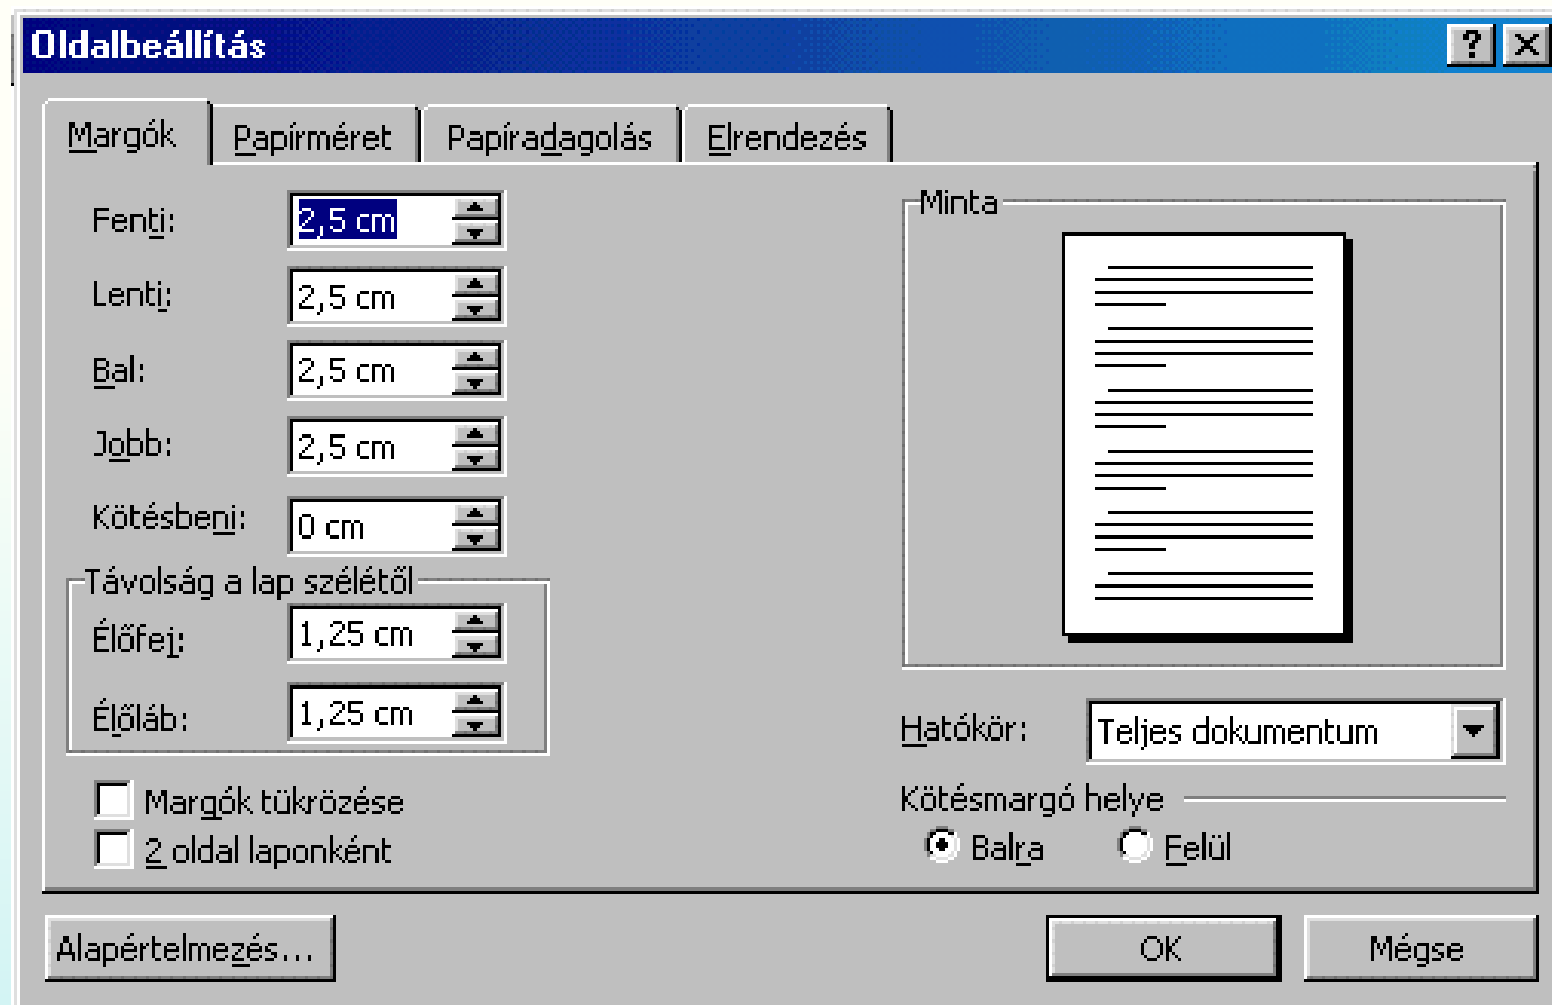 Oldalbeállítás
Margók Papírméret Papíradagolás Elrendezés
Fenti: 2,5 cm
Lenti: 2,5 cm
Bal: 2,5 cm
Jobb: 2,5 cm
Kötésbeni: 0 cm
Távolság a lap szélétől
Élőfej: 1,25 cm
Élőláb: 1,25 cm
Margók tükrözése
2 oldal laponként
Minta
Hatókör: Teljes dokumentum
Kötésmargó helye
Balra Felül
Alapértelmezés... OK Mégse